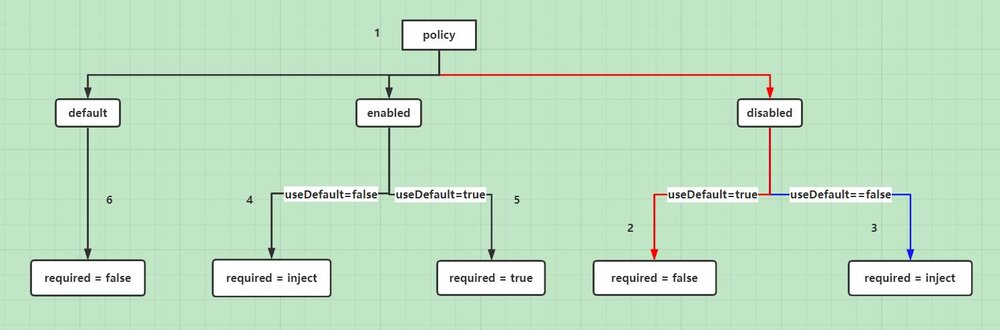 1
policy
default
enabled
disabled
useDefault=false
useDefault=true
useDefault=true
useDefault==false
6
4
5
2
3
required = false
required = inject
required = true
required = false
required = inject